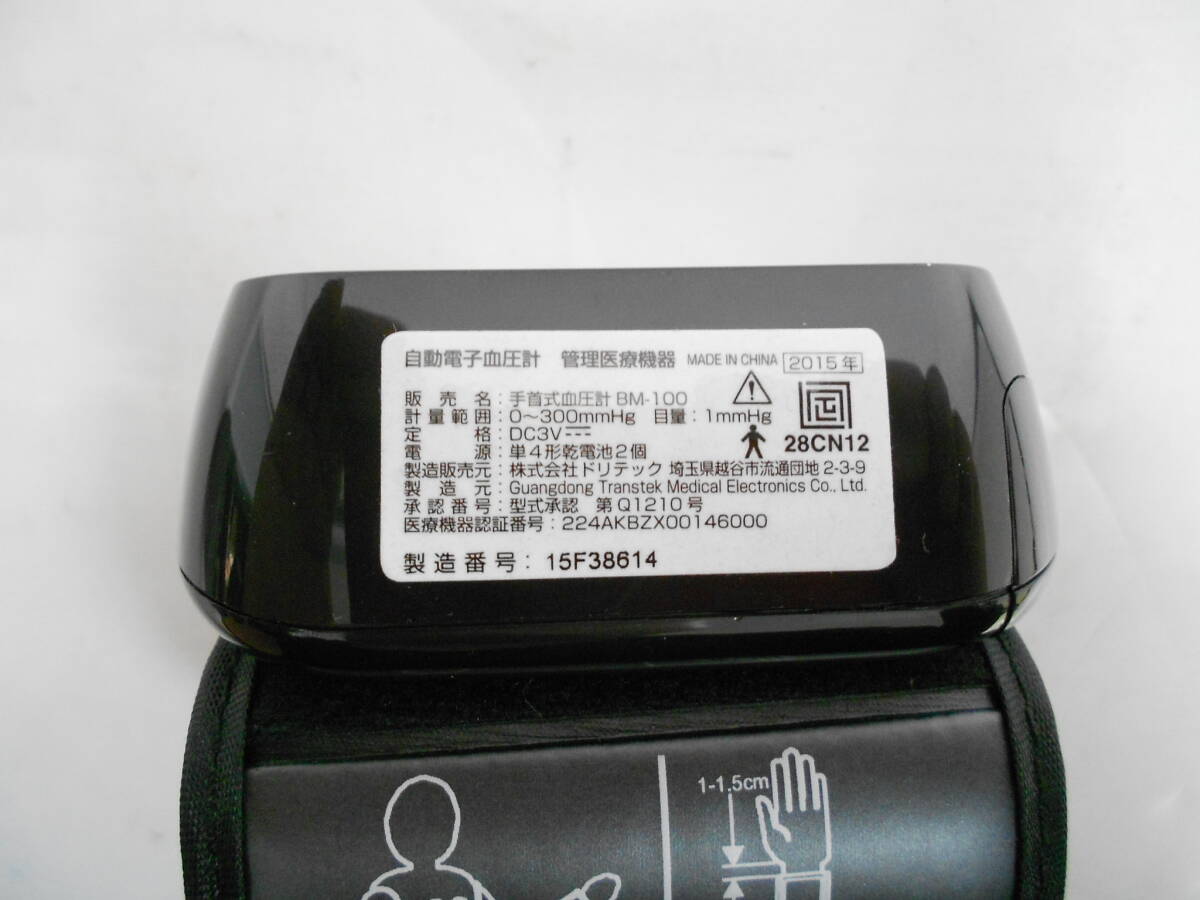 自動電子血圧計 管理医療機器 MADE IN CHINA 2015年
販売名：手首式血圧計 BM-100
計量範囲：0～300mmHg 目量：1mmHg
定格：DC3V
電源：単4形乾電池2個
28CN12
製造販売元：株式会社ドリテック 埼玉県越谷市流通団地 2-3-9
製造元：Guangdong Transtek Medical Electronics Co., Ltd.
承認番号：型式承認 第 Q1210 号
医療機器認証番号：224AKBZX00146000
製造番号：15F38614
1-1.5cm